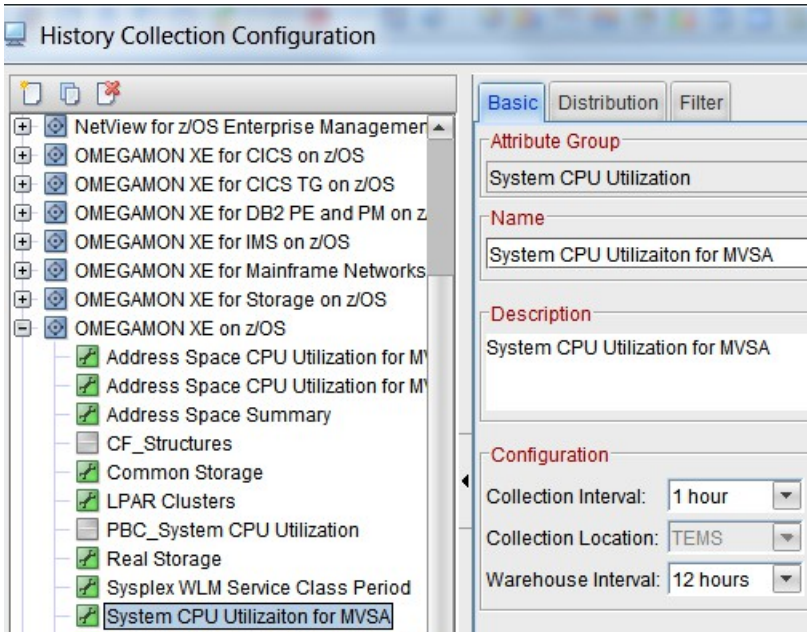 History Collection Configuration
NetView for z/OS Enterprise Managemen
OMEGAMON XE for CICS on z/OS
OMEGAMON XE for CICS TG on z/OS
OMEGAMON XE for DB2 PE and PM on z
OMEGAMON XE for IMS on z/OS
OMEGAMON XE for Mainframe Networks
OMEGAMON XE for Storage on z/OS
OMEGAMON XE on z/OS
Address Space CPU Utilization for M
Address Space CPU Utilization for M
Address Space Summary
CF_Structures
Common Storage
LPAR Clusters
PBC_System CPU Utilization
Real Storage
Sysplex WLM Service Class Period
System CPU Utilizaiton for MVSA
Basic Distribution Filter
Attribute Group
System CPU Utilization
Name
System CPU Utilizaiton for MVSA
Description
System CPU Utilization for MVSA
Configuration
Collection Interval: 1 hour
Collection Location: TEMS
Warehouse Interval: 12 hours